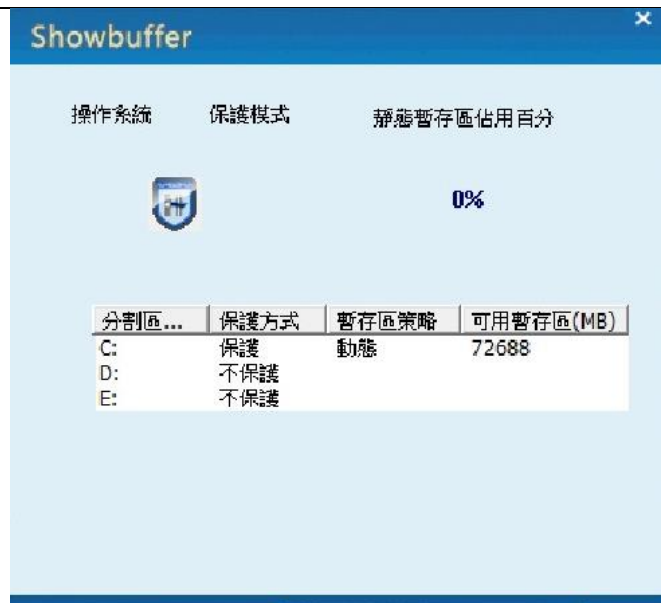 Showbuffer
操作系統 保護模式 靜態暫存區佔用百分
0%
分割區... 保護方式 暫存區策略 可用暫存區(MB)
C: 保護 動態 72688
D: 不保護
E: 不保護